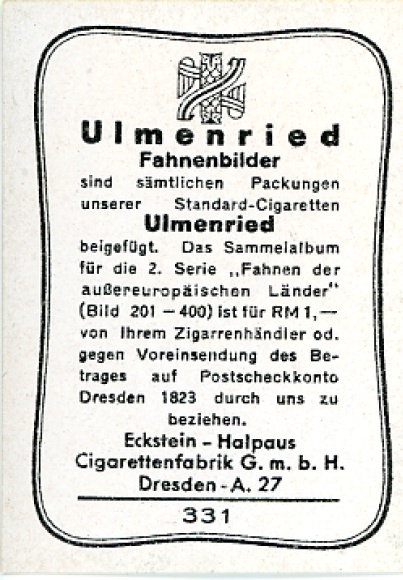 Ulmenried
Fahnenbilder
sind sämtlichen Packungen
unserer Standard-Cigaretten
Ulmenried
beigefügt. Das Sammelalbum
für die 2. Serie „Fahnen der
außereuropäischen Länder"
(Bild 201 – 400) ist für RM 1,—
von Ihrem Zigarrenhändler od.
gegen Voreinsendung des Be-
trages auf Postscheckkonto
Dresden 1823 durch uns zu
beziehen.
Eckstein - Halpaus
Cigarettenfabrik G. m. b. H.
Dresden - A. 27
331